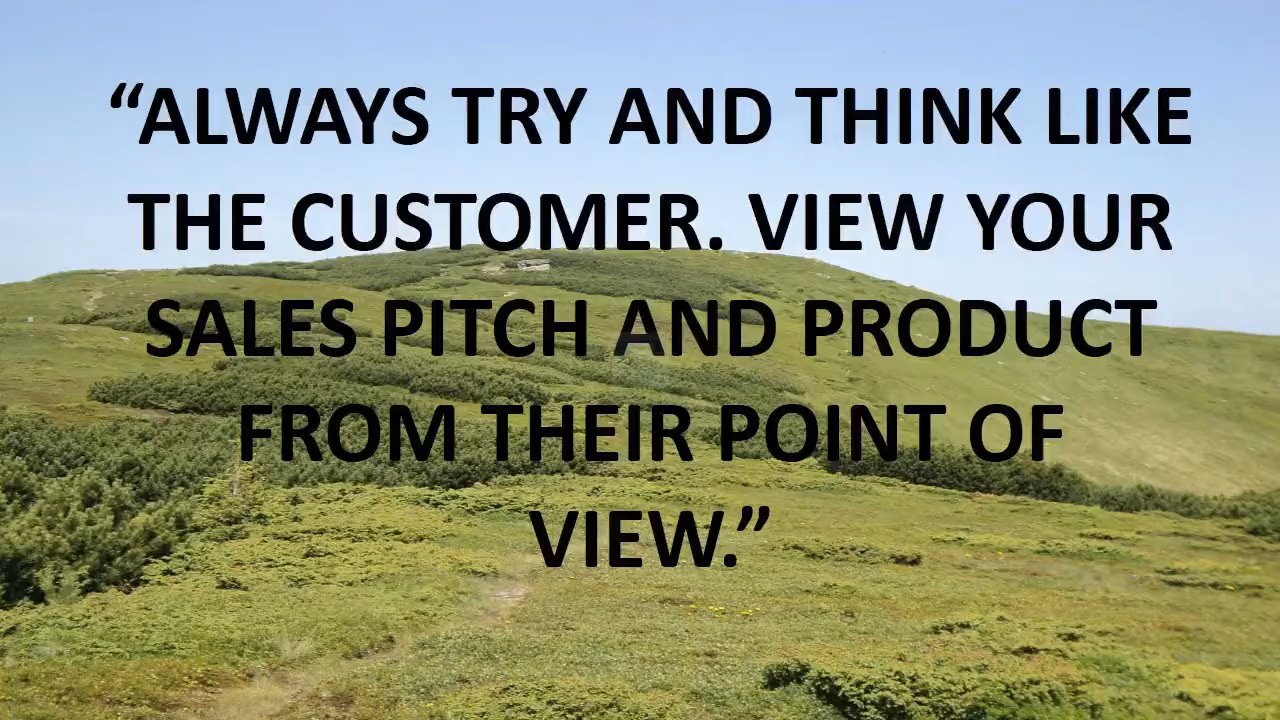 “ALWAYS TRY AND THINK LIKE
THE CUSTOMER. VIEW YOUR
SALES PITCH AND PRODUCT
FROM THEIR POINT OF
VIEW.”